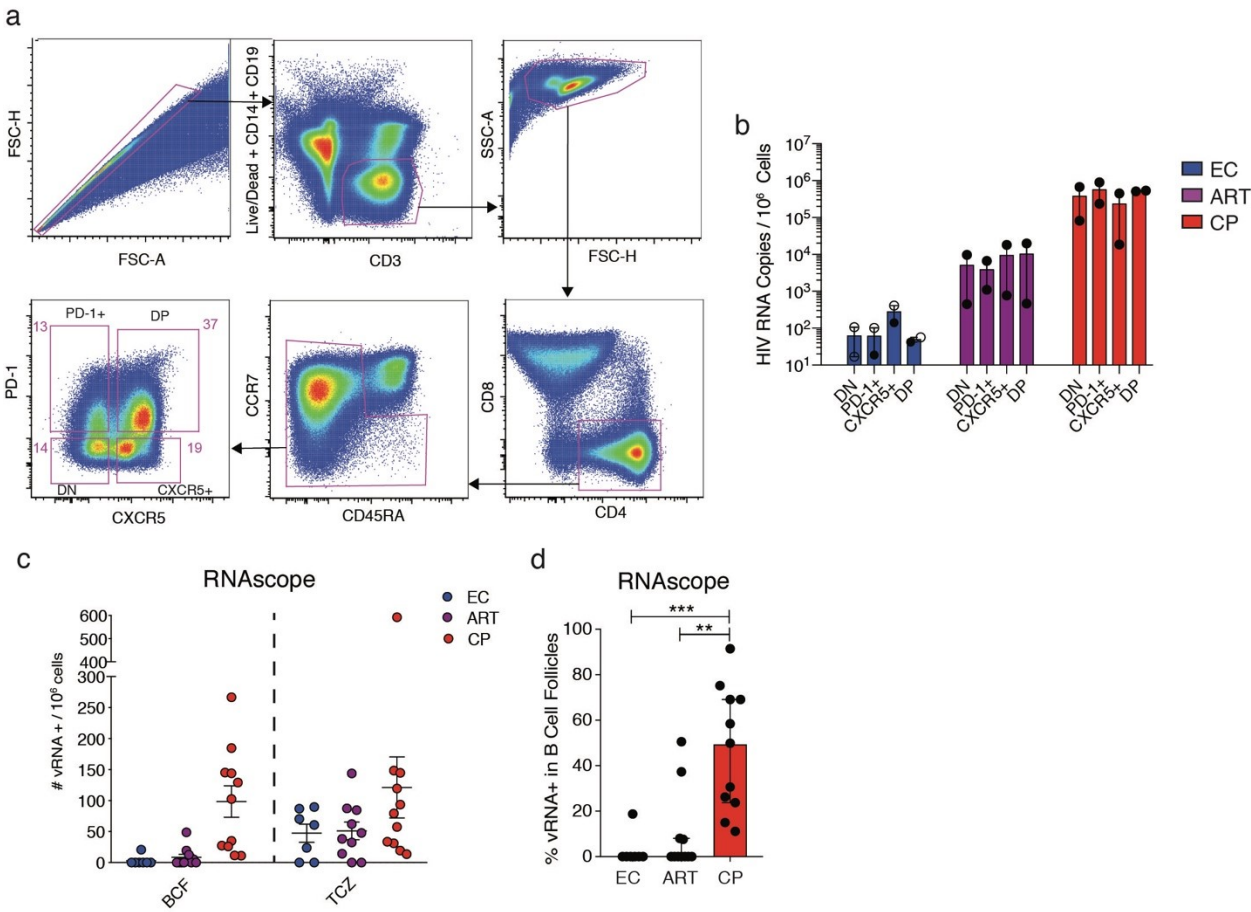 a
FSC-H
FSC-A
Live/Dead + CD14 + CD19
CD3
SSC-A
FSC-H
PD-1
13
PD-1+
DP
37
14
19
DN
CXCR5+
CXCR5
CCR7
CD45RA
CD8
CD4
b
HIV RNA Copies / 10⁶ Cells
10⁶
10⁵
10⁴
10³
10²
10¹
DN
PD-1+
CXCR5+
DP
DN
PD-1+
CXCR5+
DP
DN
PD-1+
CXCR5+
DP
EC
ART
CP
c
RNAscope
# vRNA + / 10⁶ cells
600
500
400
300
250
200
150
100
50
0
BCF
TCZ
EC
ART
CP
d
RNAscope
***
**
% vRNA+ in B Cell Follicles
100
80
60
40
20
0
EC ART CP